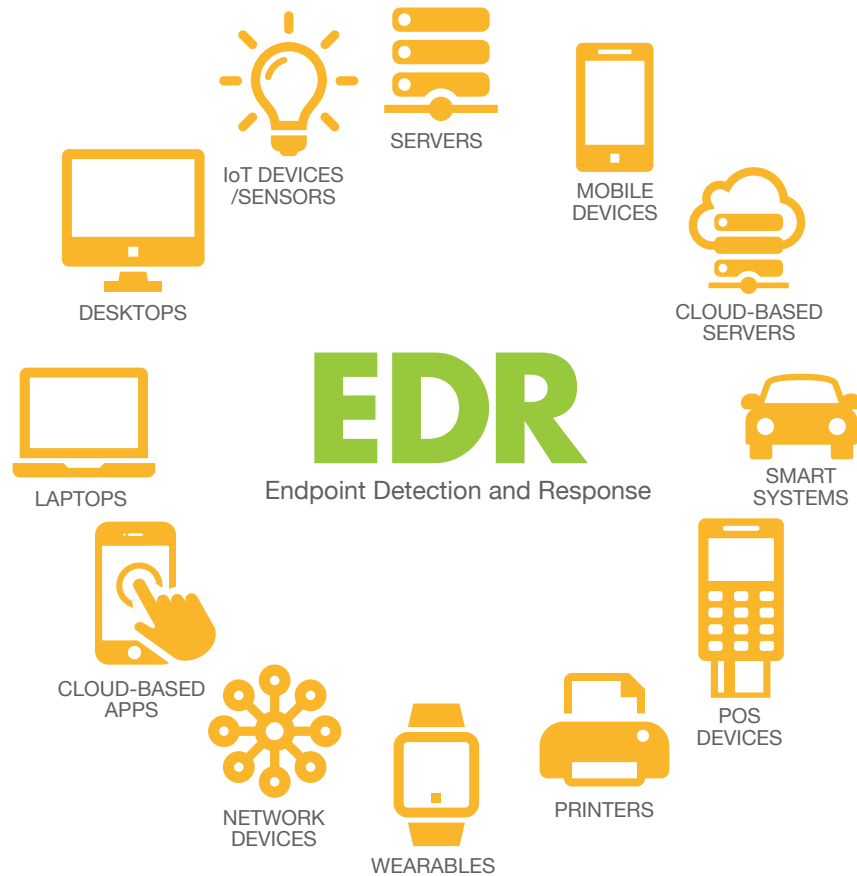 SERVERS
IoT DEVICES
/SENSORS
MOBILE
DEVICES
DESKTOPS
CLOUD-BASED
SERVERS
EDR
Endpoint Detection and Response
LAPTOPS
SMART
SYSTEMS
CLOUD-BASED
APPS
POS
DEVICES
NETWORK
DEVICES
PRINTERS
WEARABLES